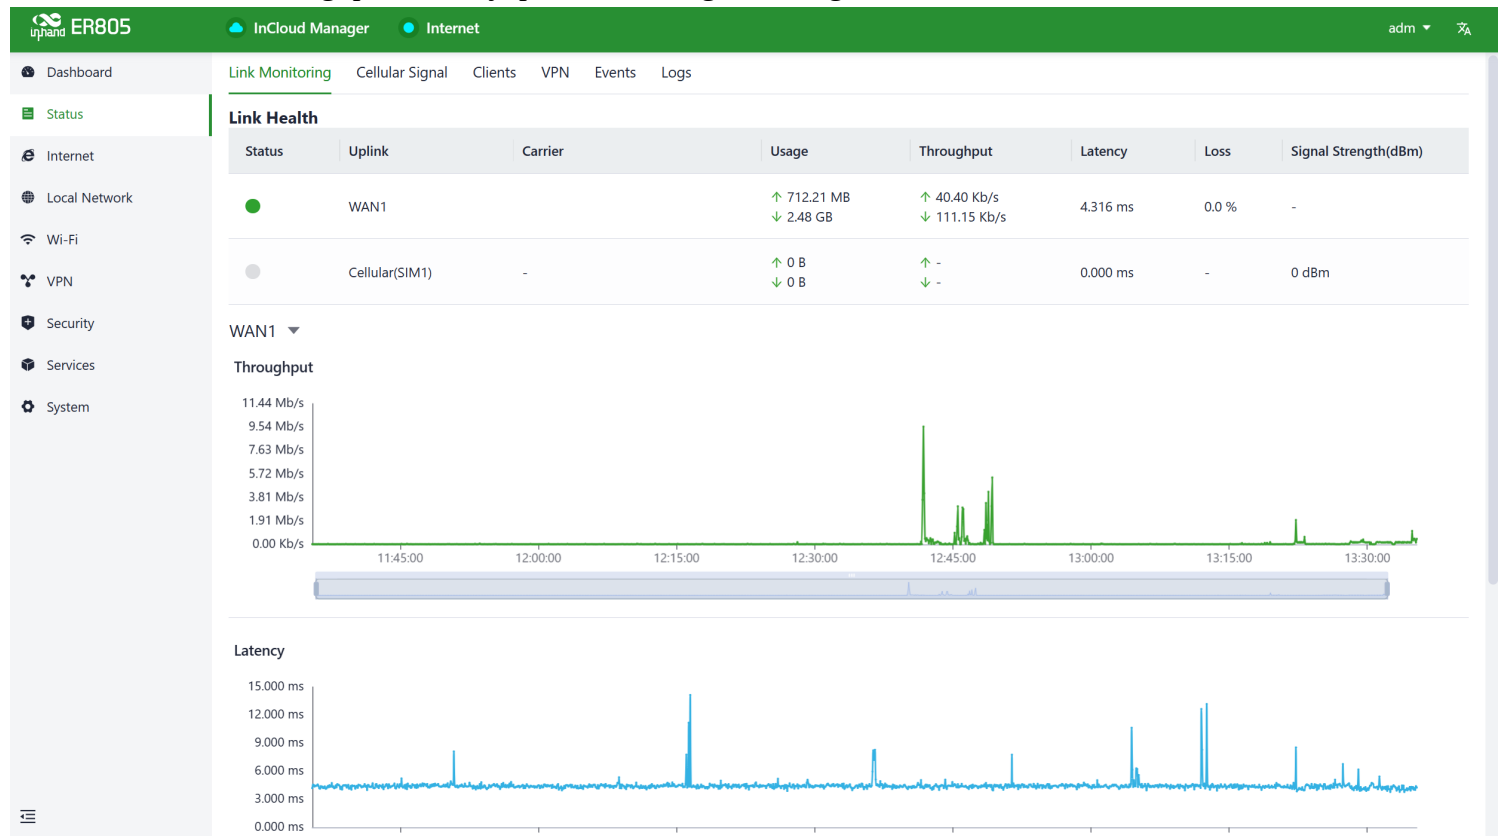 inhand ER805
InCloud Manager
Internet
adm
Dashboard
Status
Internet
Local Network
Wi-Fi
VPN
Security
Services
System
Link Monitoring Cellular Signal Clients VPN Events Logs
Link Health
Status Uplink Carrier Usage Throughput Latency Loss Signal Strength(dBm)
WAN1 ↑ 712.21 MB ↑ 40.40 Kb/s 4.316 ms 0.0 % -
↓ 2.48 GB ↓ 111.15 Kb/s
Cellular(SIM1) - ↑ 0 B ↑ - 0.000 ms - 0 dBm
↓ 0 B ↓ -
WAN1
Throughput
11.44 Mb/s
9.54 Mb/s
7.63 Mb/s
5.72 Mb/s
3.81 Mb/s
1.91 Mb/s
0.00 Kb/s
11:45:00 12:00:00 12:15:00 12:30:00 12:45:00 13:00:00 13:15:00 13:30:00
Latency
15.000 ms
12.000 ms
9.000 ms
6.000 ms
3.000 ms
0.000 ms